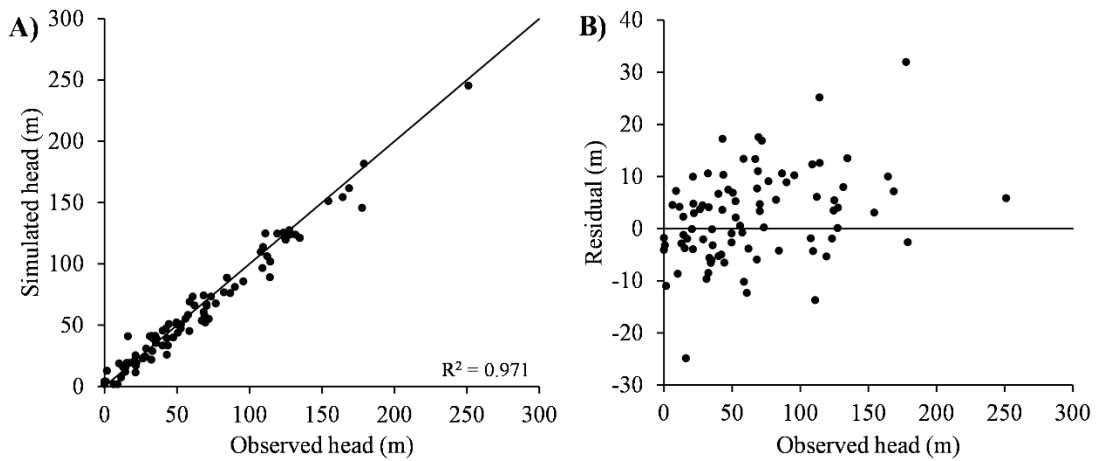 A)
Simulated head (m)
300
250
200
150
100
50
0
0 50 100 150 200 250 300
Observed head (m)
R² = 0.971
B)
Residual (m)
40
30
20
10
0
-10
-20
-30
0 50 100 150 200 250 300
Observed head (m)